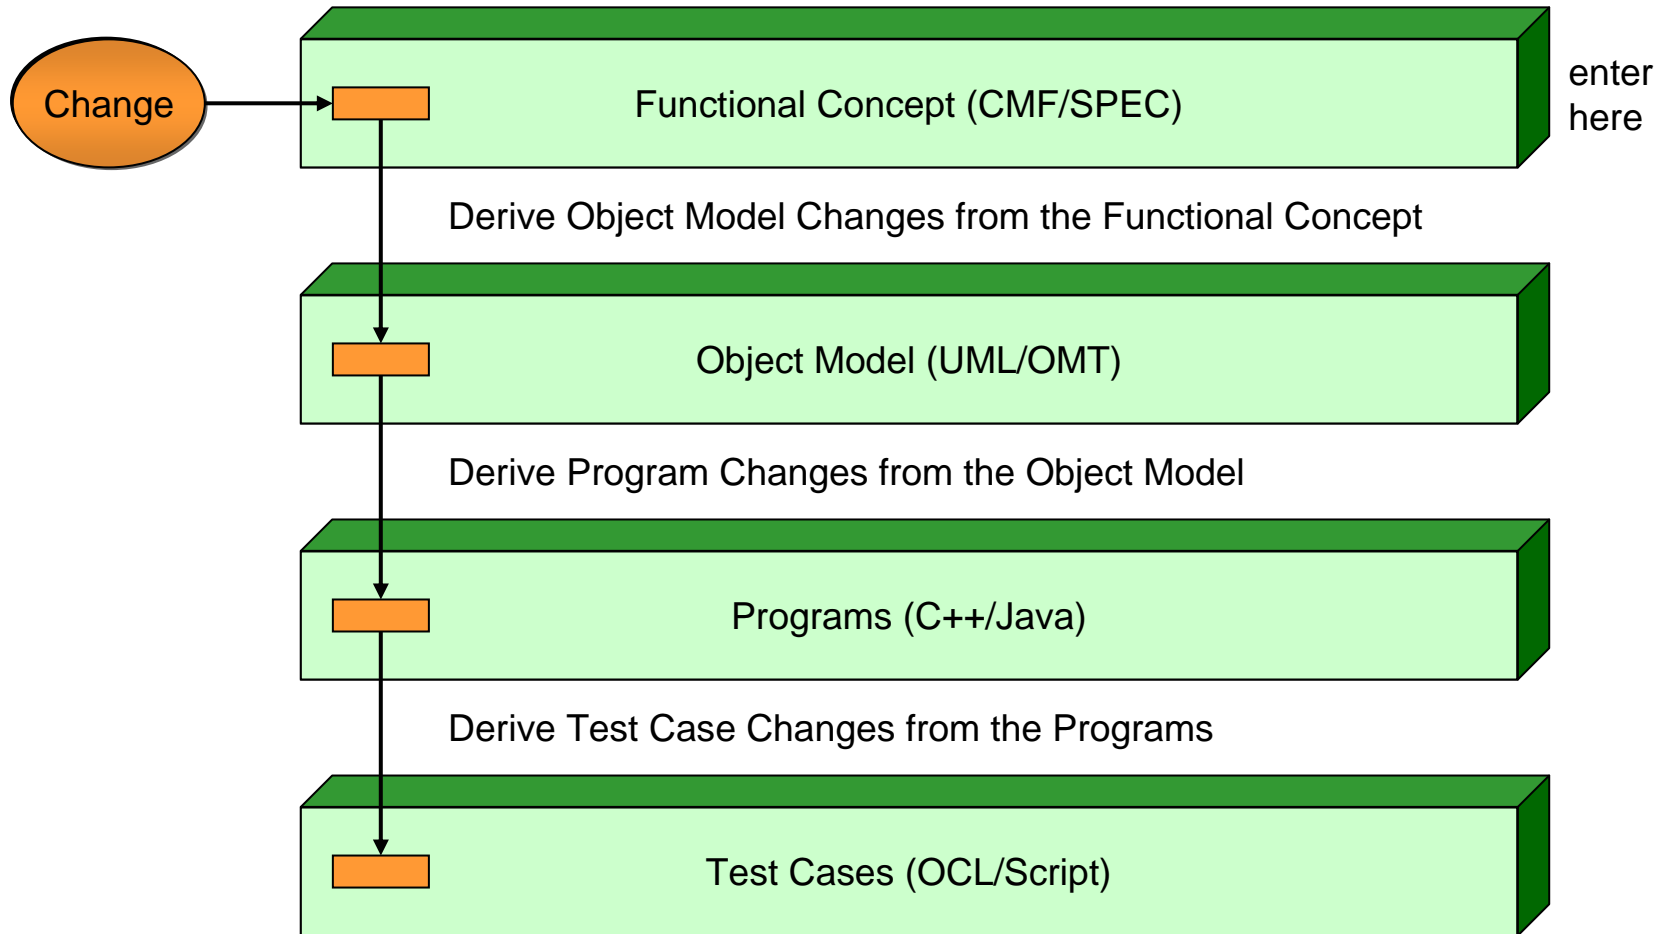 Change
Functional Concept (CMF/SPEC)
enter
here
Derive Object Model Changes from the Functional Concept
Object Model (UML/OMT)
Derive Program Changes from the Object Model
Programs (C++/Java)
Derive Test Case Changes from the Programs
Test Cases (OCL/Script)